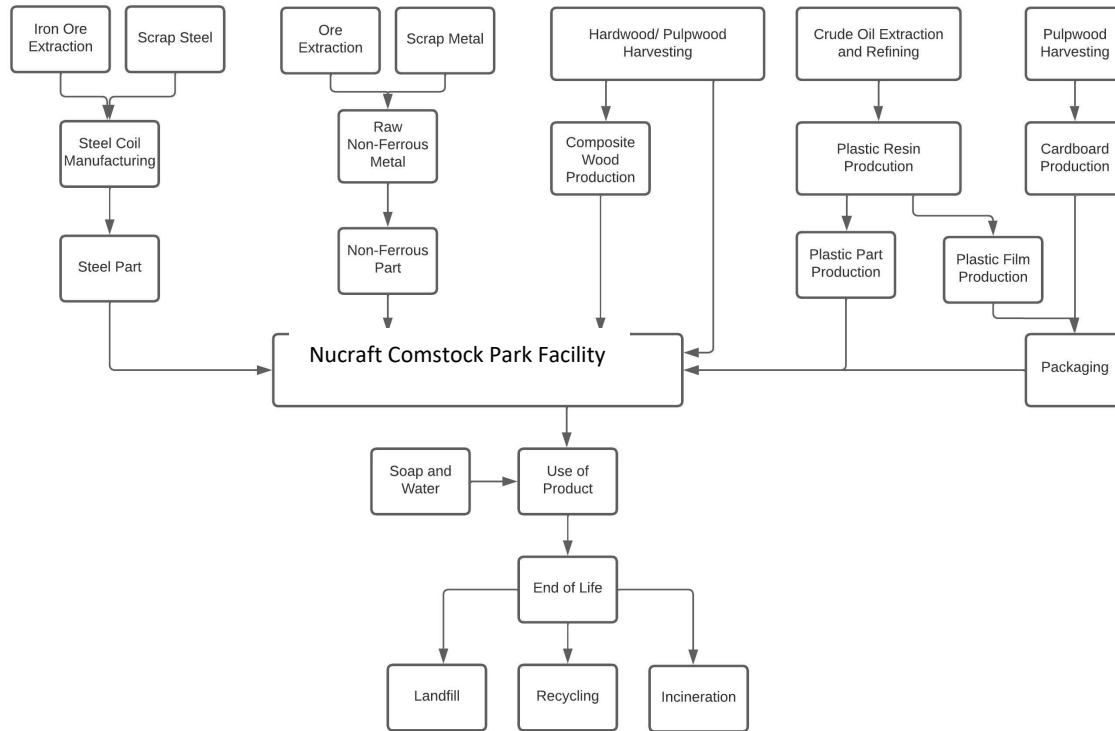 Iron Ore
Extraction
Scrap Steel
Ore
Extraction
Scrap Metal
Hardwood/ Pulpwood
Harvesting
Crude Oil Extraction
and Refining
Pulpwood
Harvesting
Steel Coil
Manufacturing
Raw
Non-Ferrous
Metal
Composite
Wood
Production
Plastic Resin
Prodcution
Cardboard
Production
Steel Part
Non-Ferrous
Part
Plastic Part
Production
Plastic Film
Production
Nucraft Comstock Park Facility
Packaging
Soap and
Water
Use of
Product
End of Life
Landfill
Recycling
Incineration